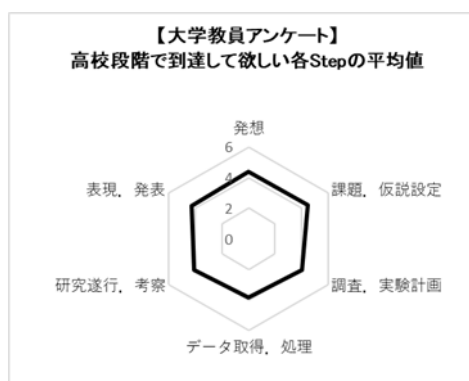 【大学教員アンケート】
高校段階で到達して欲しい各Stepの平均値
発想
6
4
2
0
表現，発表
課題，仮説設定
研究遂行，考察
調査，実験計画
データ取得，処理